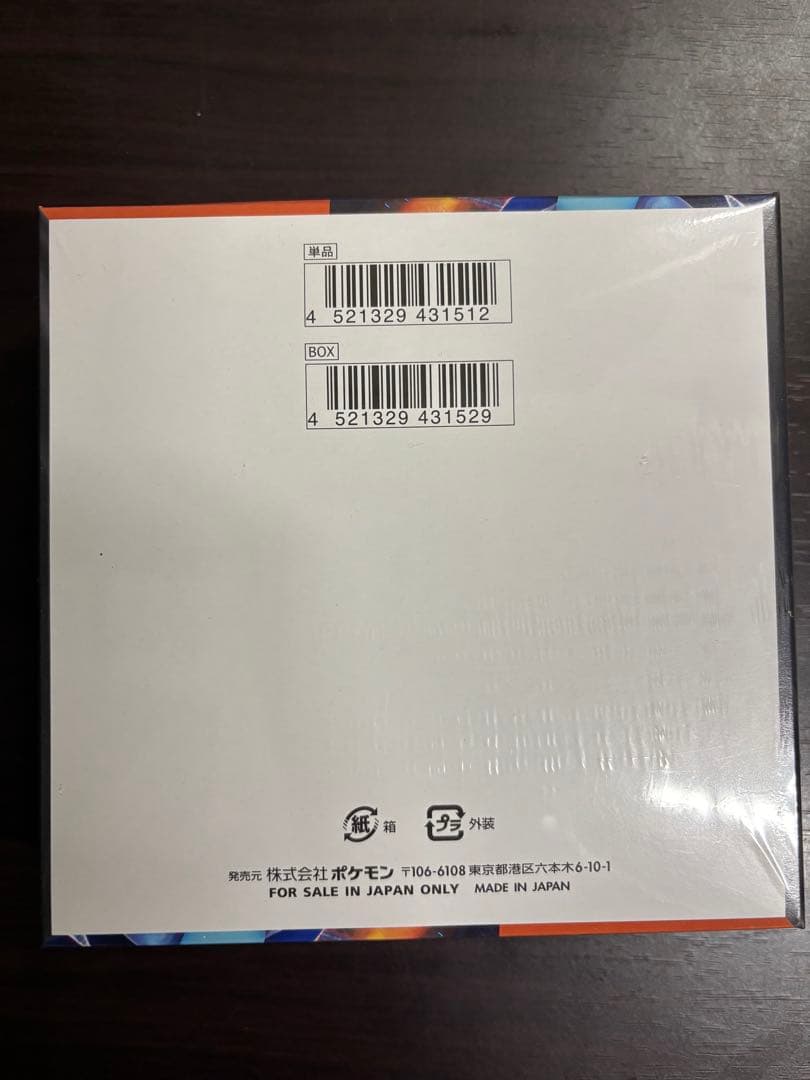 単品
4 521329 431512
BOX
4 521329 431529
紙 箱 プラ 外装
発売元 株式会社 ポケモン 〒106-6108 東京都港区六本木6-10-1
FOR SALE IN JAPAN ONLY MADE IN JAPAN